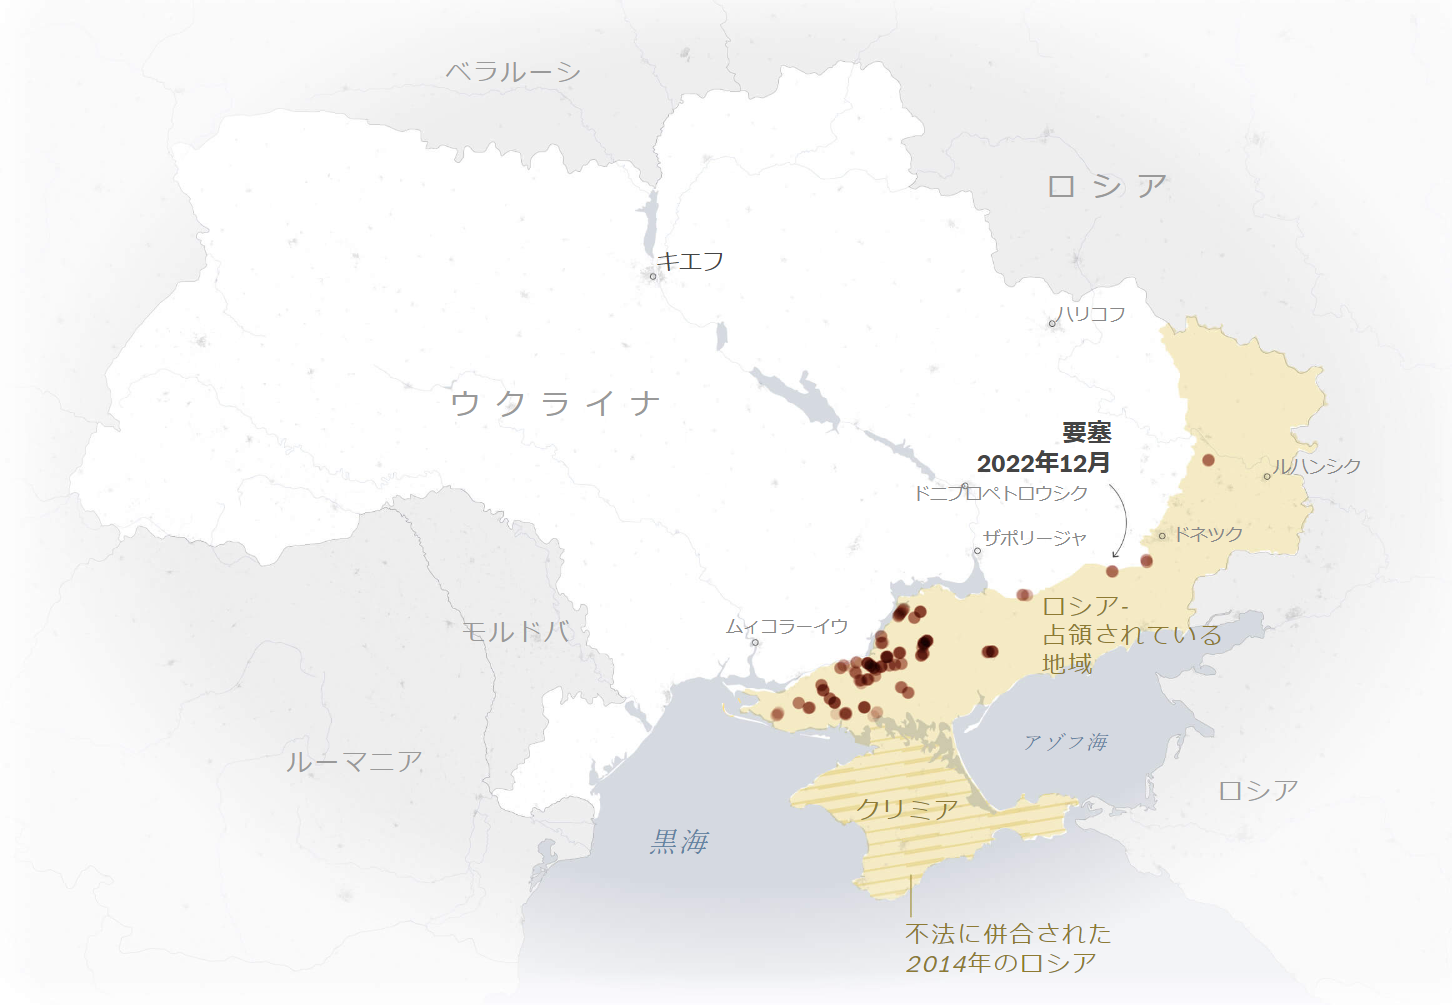 ベラルーシ
ロシア
キエフ
ハリコフ
ウクライナ
要塞
2022年12月
ルハンシク
ドニプロペトロウシク
ドネツク
ザポリージャ
ロシア-
占領されている
地域
ムィコラーイウ
モルドバ
アゾフ海
ルーマニア
ロシア
クリミア
黒海
不法に併合された
2014年のロシア